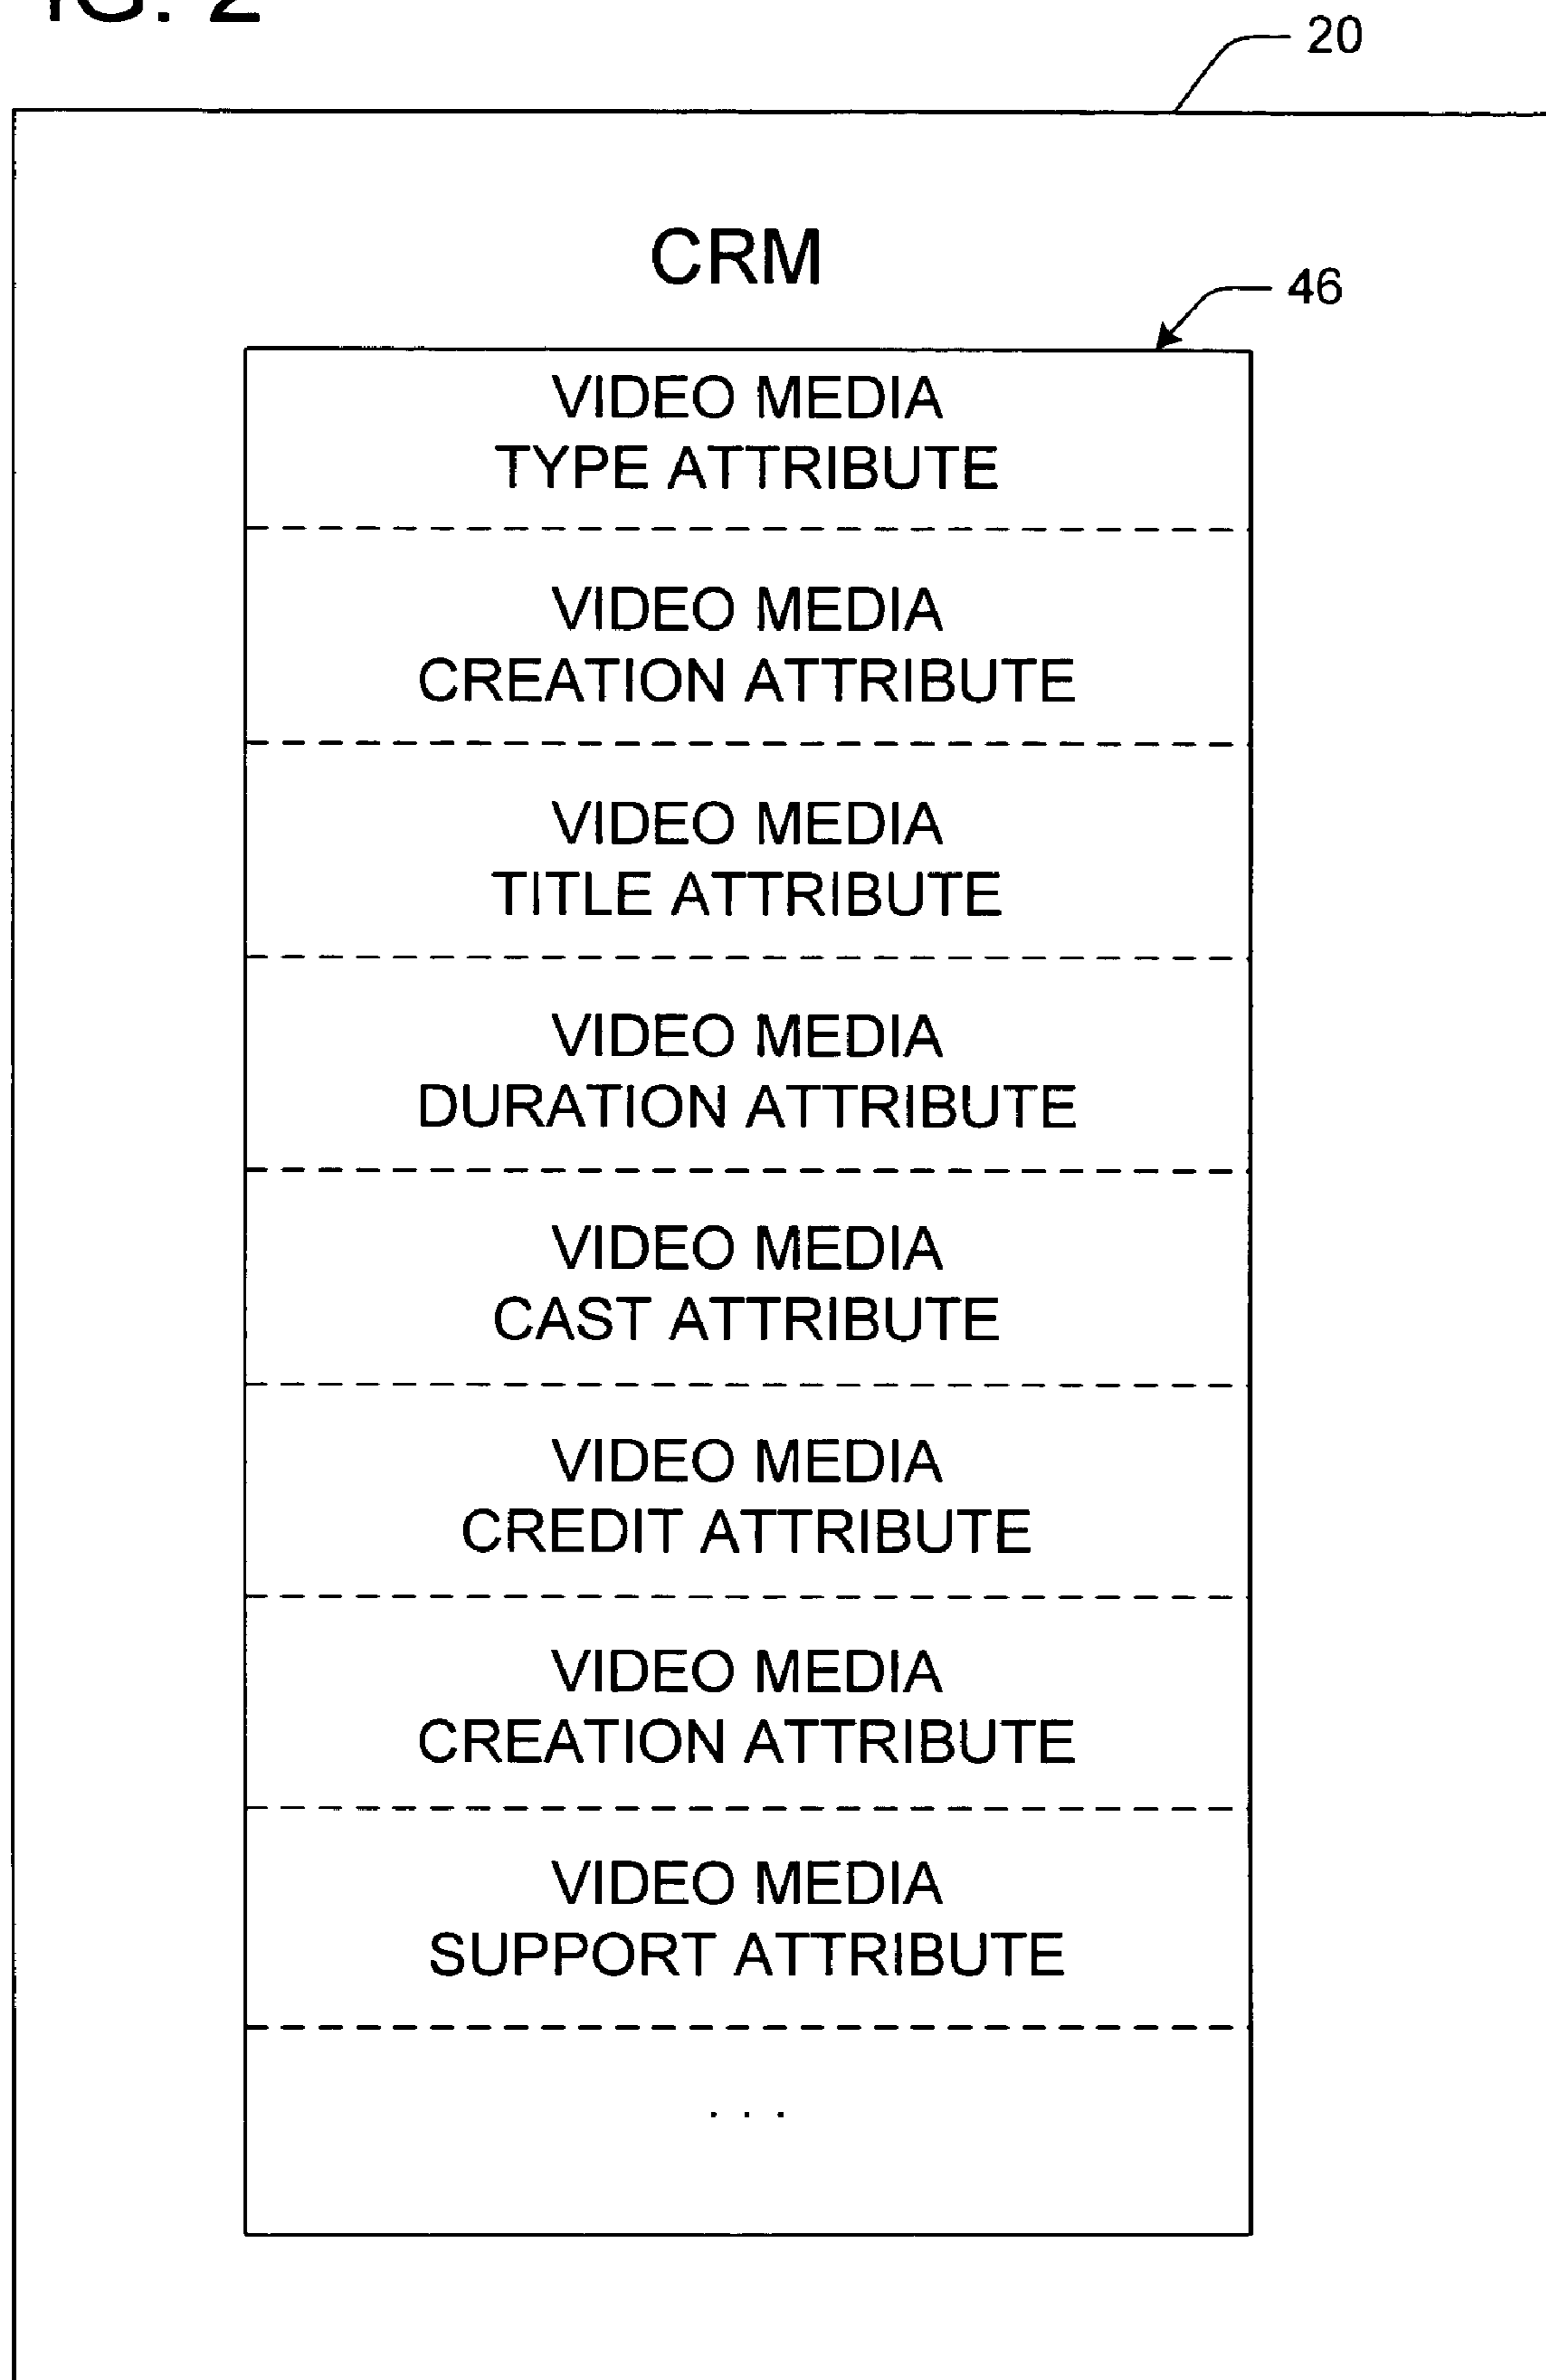 FIG. 2
20
CRM
46
VIDEO MEDIA
TYPE ATTRIBUTE
VIDEO MEDIA
CREATION ATTRIBUTE
VIDEO MEDIA
TITLE ATTRIBUTE
VIDEO MEDIA
DURATION ATTRIBUTE
VIDEO MEDIA
CAST ATTRIBUTE
VIDEO MEDIA
CREDIT ATTRIBUTE
VIDEO MEDIA
CREATION ATTRIBUTE
VIDEO MEDIA
SUPPORT ATTRIBUTE
. . .